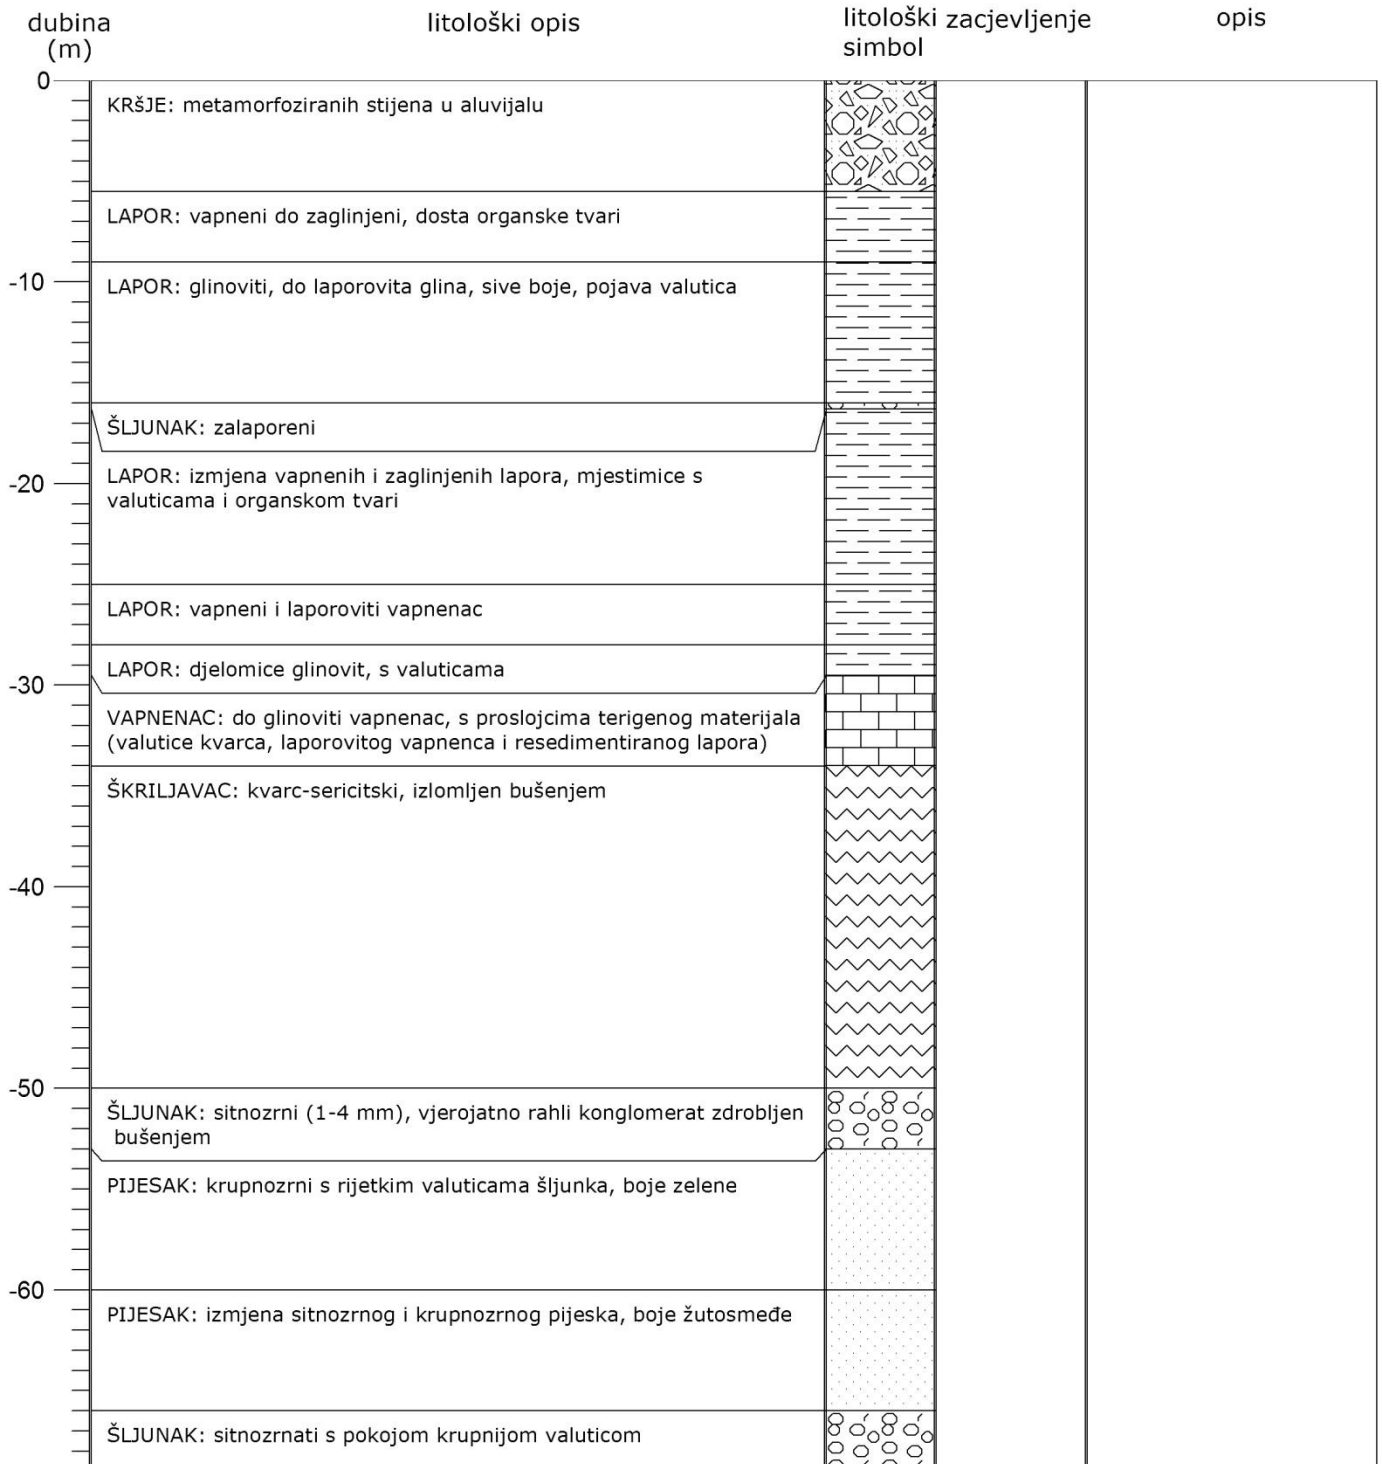 dubina
(m)
litološki opis
litološki
simbol
zacjevljenje
opis
0
KRšJE: metamorfoziranih stijena u aluvijalu
LAPOR: vapneni do zaglinjeni, dosta organske tvari
-10
LAPOR: glinoviti, do laporovita glina, sive boje, pojava valutica
ŠLJUNAK: zalaporeni
-20
LAPOR: izmjena vapnenih i zaglinjenih lapora, mjestimice s
valuticama i organskom tvari
LAPOR: vapneni i laporoviti vapnenac
LAPOR: djelomice glinovit, s valuticama
-30
VAPNENAC: do glinoviti vapnenac, s proslojcima terigenog materijala
(valutice kvarca, laporovitog vapnenca i resedimentiranog lapora)
ŠKRILJAVAC: kvarc-sericitski, izlomljen bušenjem
-40
-50
ŠLJUNAK: sitnozrni (1-4 mm), vjerojatno rahli konglomerat zdrobljen
bušenjem
PIJESAK: krupnozrni s rijetkim valuticama šljunka, boje zelene
-60
PIJESAK: izmjena sitnozrnog i krupnozrnog pijeska, boje žutosmeđe
ŠLJUNAK: sitnozrnati s pokojom krupnijom valuticom